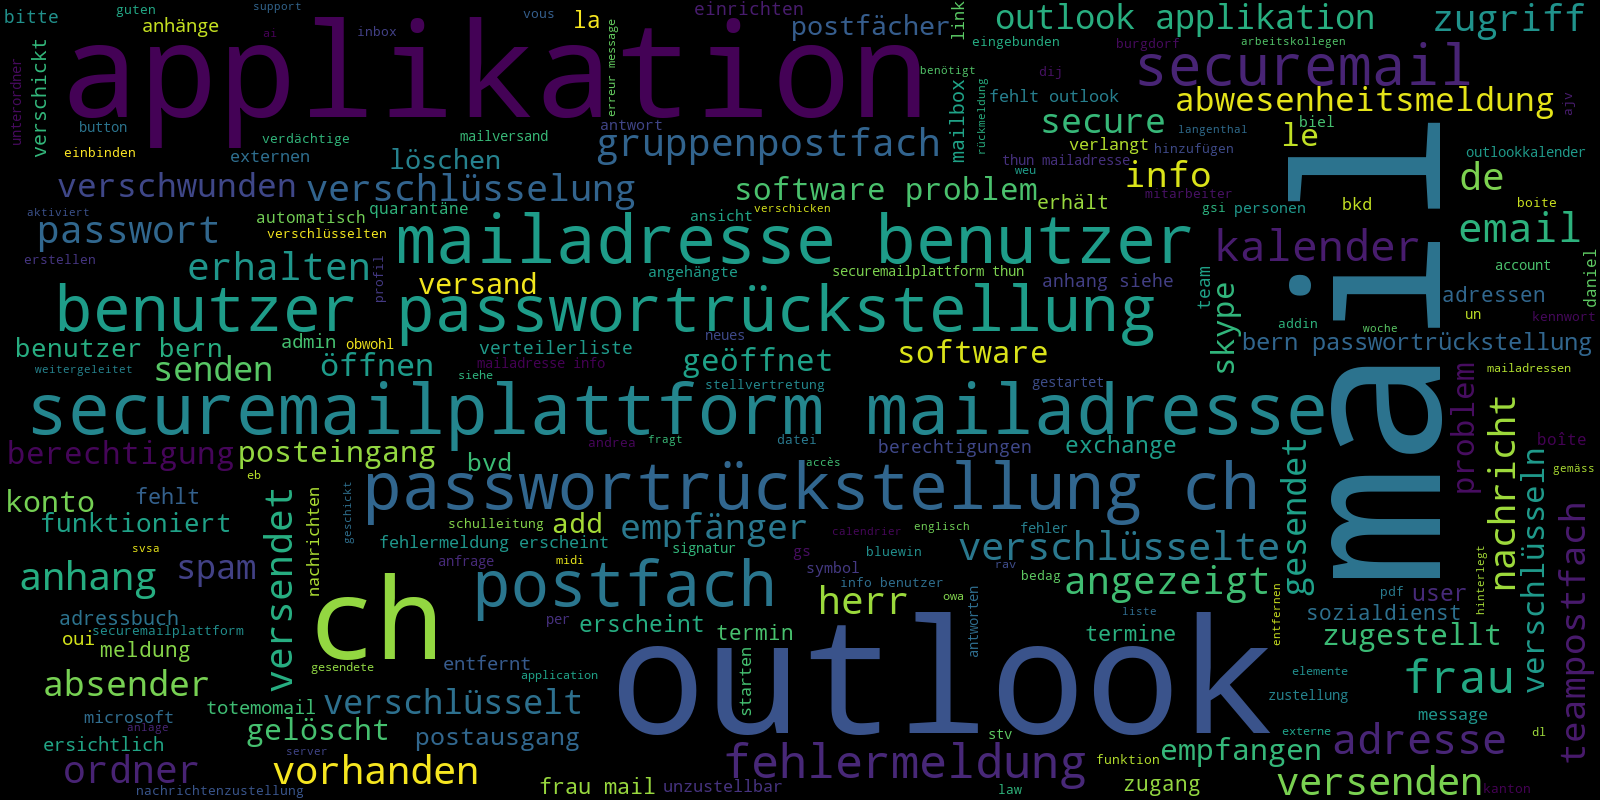 bitte
guten
support
anhänge
applikation
ai
inbox
vous
la
erreur message
einrichten
postfächer
link
outlook applikation
zugriff
eingebunden
burgdorf
arbeitskollegen
unterordner
verschickt
benötigt
dij
securemail
mailbox
rückmeldung
fehlt outlook
abwesenheitsmeldung
ajv
button
einbinden
verdächtige
mailversand
antwort
gruppenpostfach
secure
langenthal
biel
le
mail
externen
löschen
thun mailadresse
verlangt
hinzufügen
outlookkalender
verschwunden
verschlüsselung
software problem
weu
info
mitarbeiter
de
erhält
gsi
personen
bkd
boite
aktiviert
passwort
automatisch
quarantäne
verschlüsselten
mailadresse benutzer
ansicht
verschicken
kalender
email
erstellen
erhalten
profil
versand
angehängte
securemailplattform thun
anhang siehe
team
account
daniel
benutzer passwortrückstellung
skype
adressen
addin
un
kennwort
woche
benutzer bern
admin
obwohl
verteilerliste
neues
bern passwortrückstellung
weitergeleitet
senden
öffnen
mailadresse info
geöffnet
software
siehe
stellvertretung
gestartet
problem
mailadressen
securemailplattform mailadresse
nachricht
berechtigung
posteingang
andrea
fragt
datei
berechtigungen
exchange
boîte
bvd
eb
accès
gemäss
konto
fehlt
passwortrückstellung ch
gesendet
verschlüsseln
funktioniert
versendet
nachrichten
geschickt
schulleitung
add
empfänger
calendrier
englisch
fehler
teampostfach
svsa
fehlermeldung erscheint
signatur
gs
bluewin
verschlüsselte
anhang
spam
anfrage
midi
symbol
rav
bedag
angezeigt
hinterlegt
ch
postfach
info benutzer
herr
owa
antworten
pdf
user
adressbuch
securemailplattform
per
erscheint
termin
liste
termine
entfernen
sozialdienst
oui
meldung
outlook
zugestellt
absender
gesendete
entfernt
application
starten
elemente
zustellung
frau
totemomail
verschlüsselt
microsoft
anlage
gelöscht
postausgang
message
ersichtlich
server
stv
fehlermeldung
externe
adresse
dl
ordner
vorhanden
funktion
empfangen
nachrichtenzustellung
frau mail
unzustellbar
law
zugang
versenden
kanton